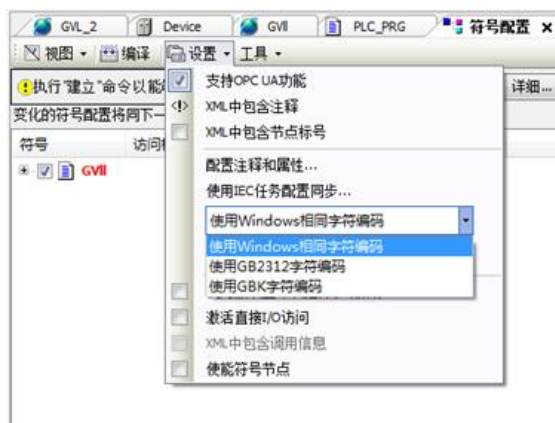 GVL_2
Device
GVl
PLC_PRG
符号配置
视图
编译
设置
工具
执行"建立"命令以能
详细...
变化的符号配置将同下一
符号
访问
GVll
支持OPC UA功能
XML中包含注释
XML中包含节点标号
配置注释和属性...
使用IEC任务配置同步...
使用Windows相同字符编码
使用Windows相同字符编码
使用GB2312字符编码
使用GBK字符编码
激活直接I/O访问
XML中包含调用信息
使能符号节点